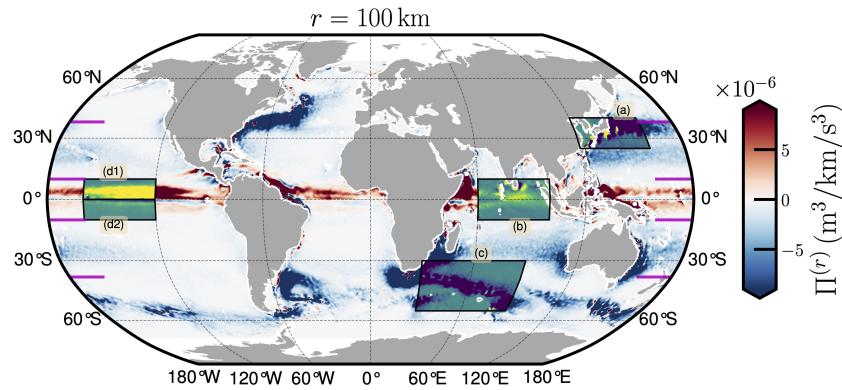 r = 100 km
×10⁻⁶
60°N 60°N
(a)
30°N 30°N
5
(d1)
0° 0°
(d2) (b)
−5
30°S (c) 30°S
60°S 60°S
180°W 120°W 60°W 0° 60°E 120°E 180°E
Π⁽ʳ⁾ (m³/km/s³)